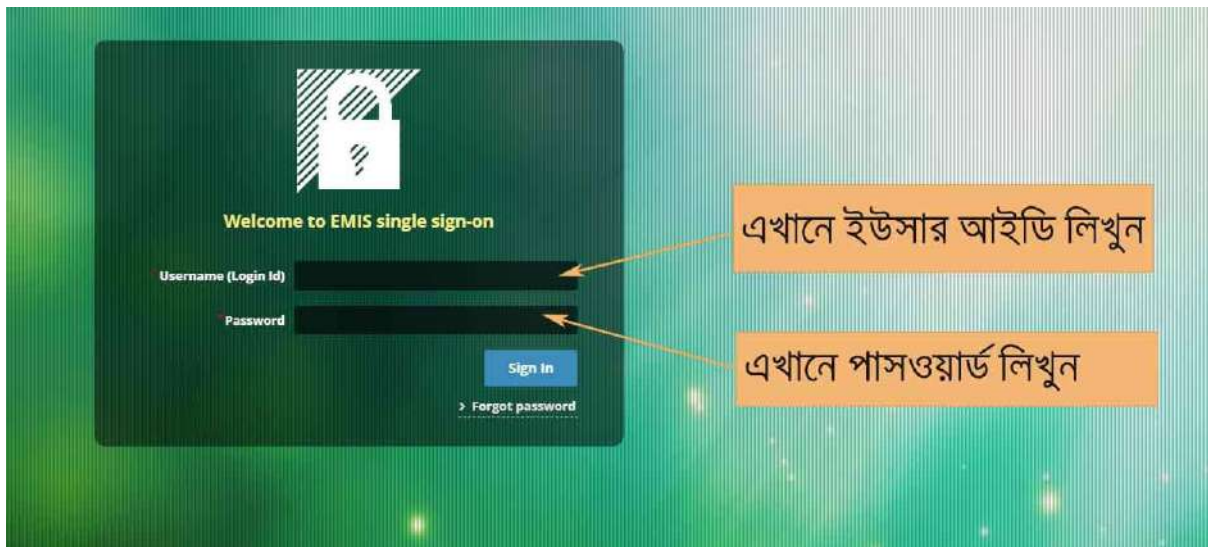 Welcome to EMIS single sign-on
*Username (Login Id)
এখানে ইউসার আইডি লিখুন
*Password
এখানে পাসওয়ার্ড লিখুন
Sign In
> Forgot password